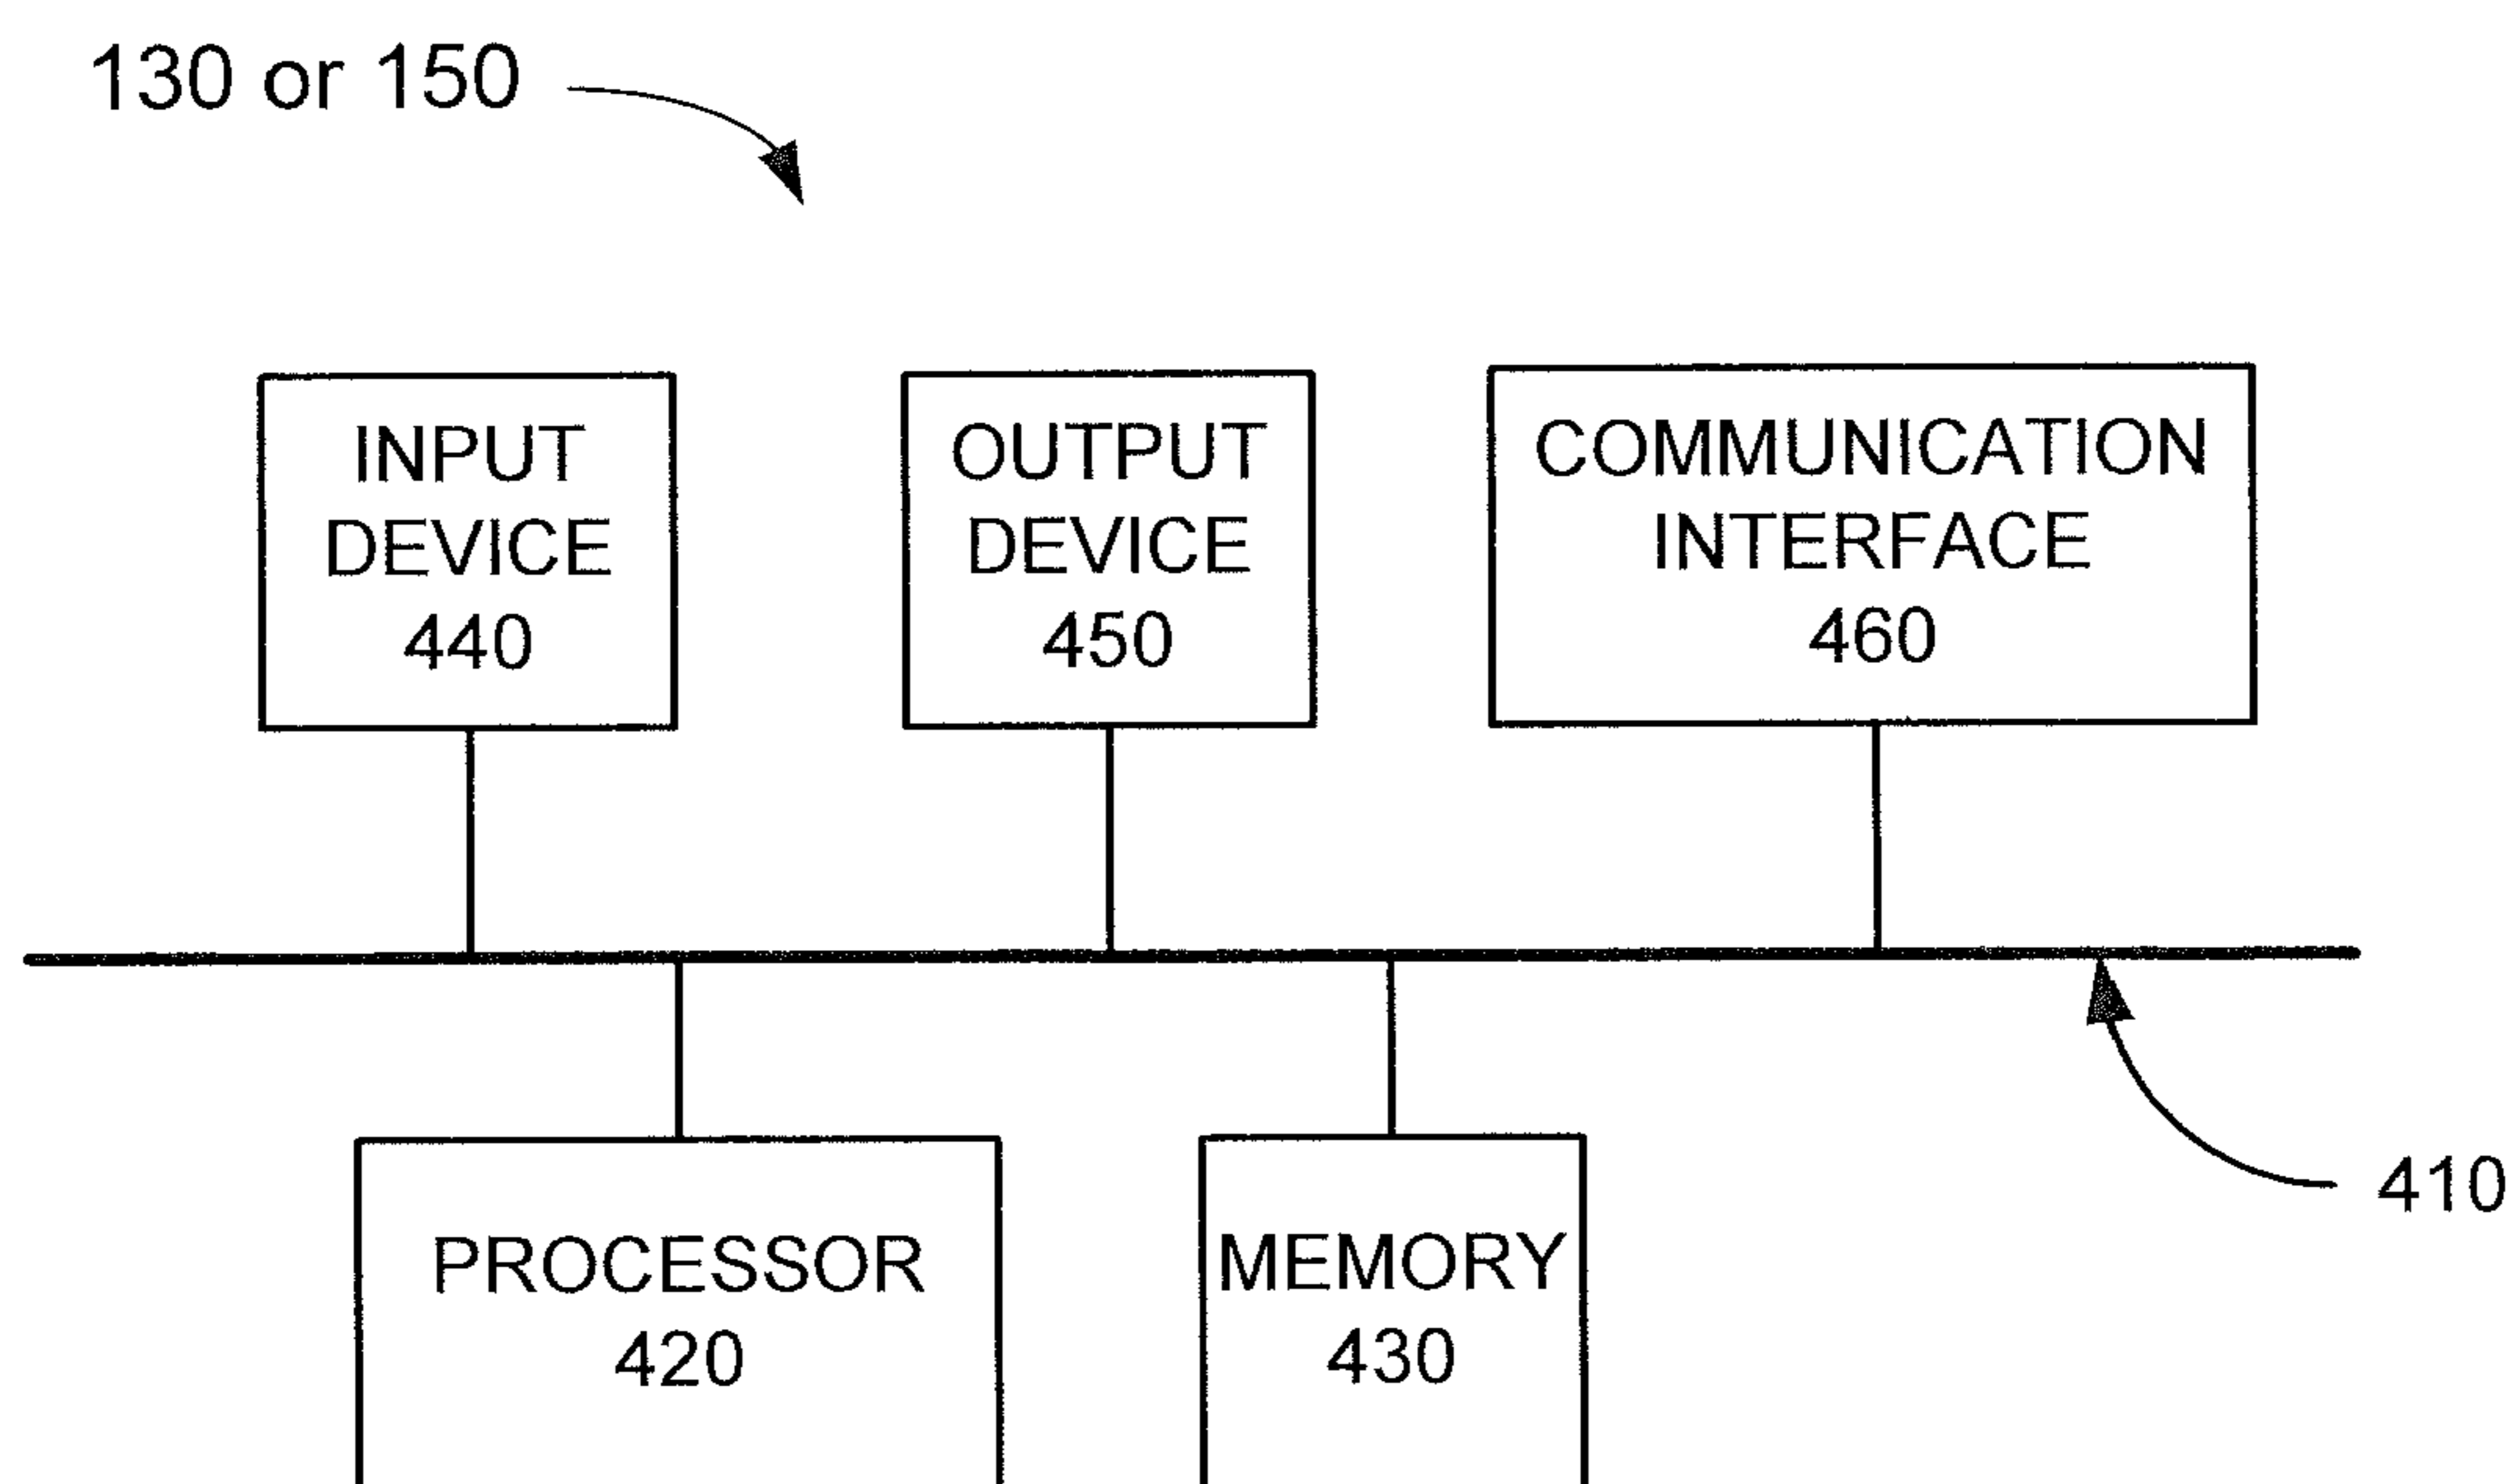 130 or 150
INPUT
DEVICE
440
OUTPUT
DEVICE
450
COMMUNICATION
INTERFACE
460
410
PROCESSOR
420
MEMORY
430